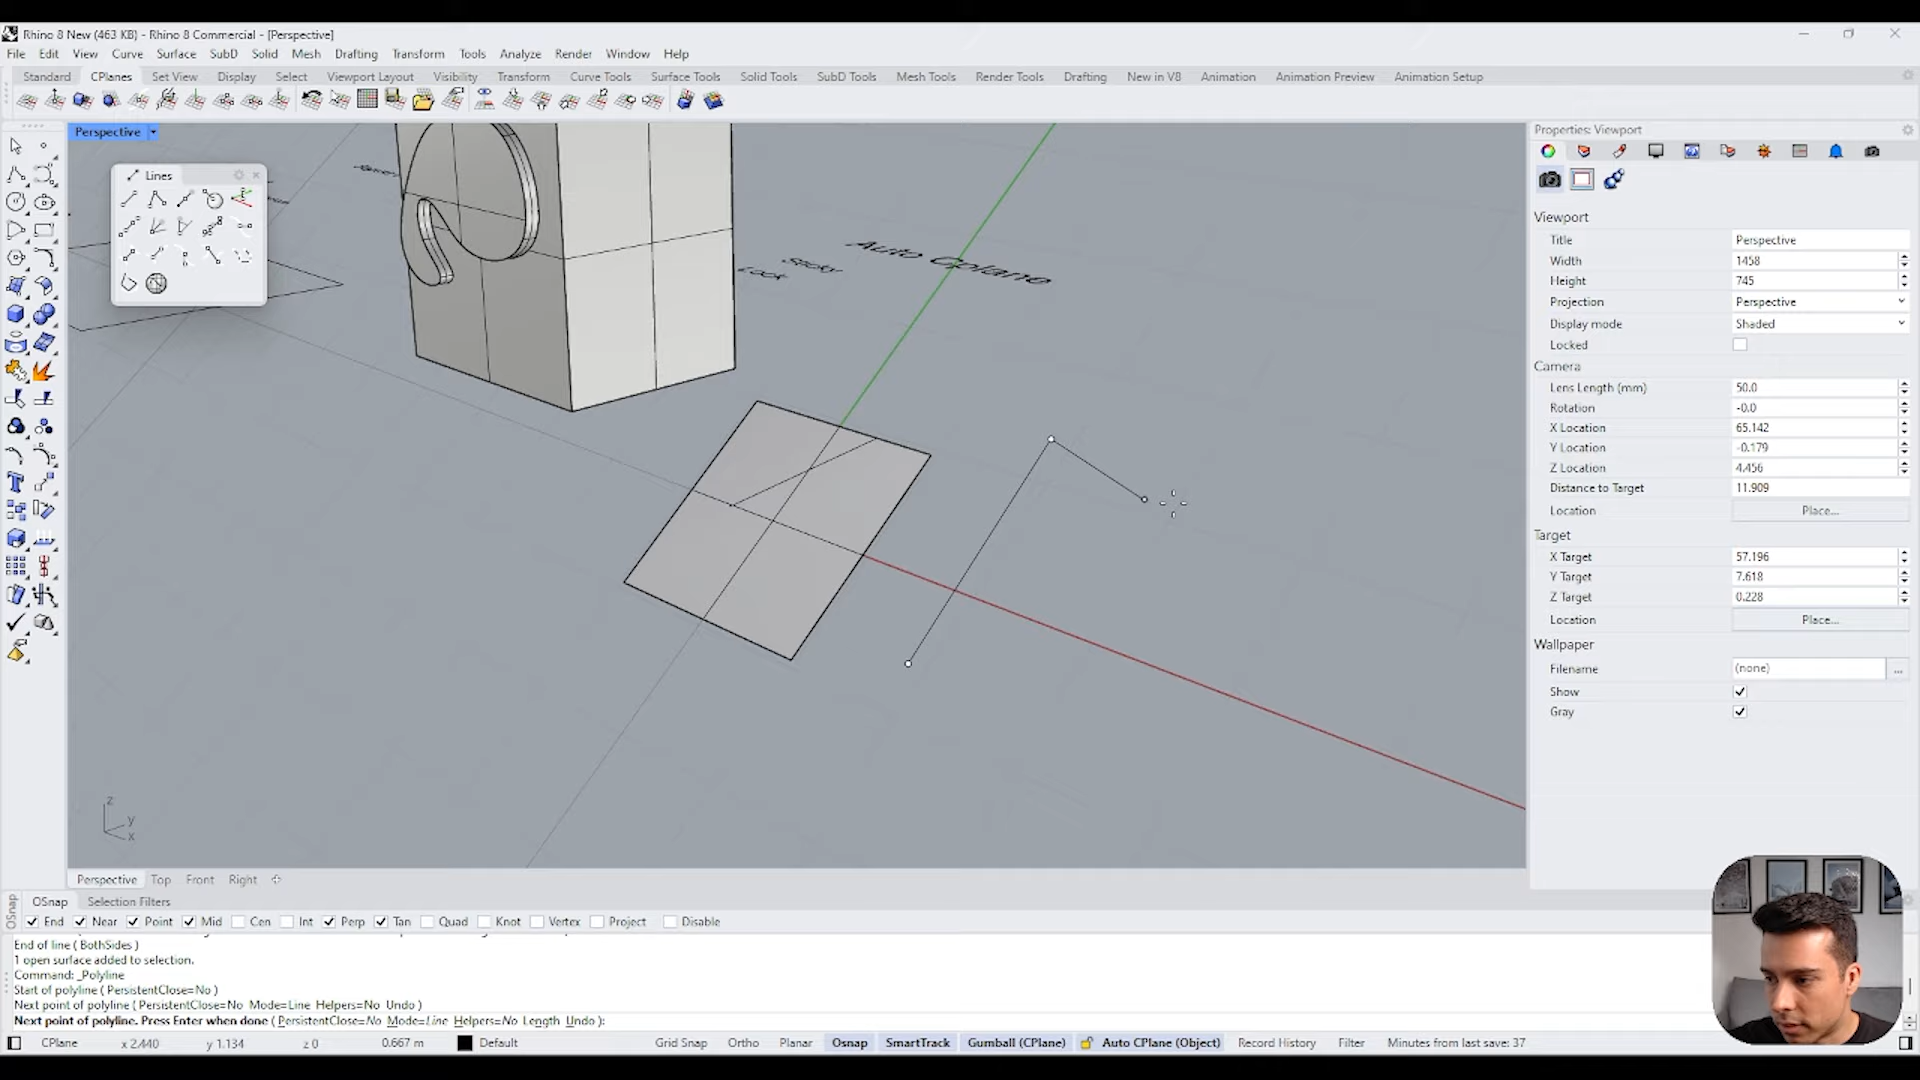 Rhino 8 New (463 KB) - Rhino 8 Commercial - [Perspective]
File Edit View Curve Surface SubD Solid Mesh Drafting Transform Tools Analyze Render Window Help
Standard CPlanes Set View Display Select Viewport Layout Visibility Transform Curve Tools Surface Tools Solid Tools SubD Tools Mesh Tools Render Tools Drafting New in V8 Animation Animation Preview Animation Setup
Perspective
Lines
Auto Cplane
Sticky
Lock
z
y
x
Properties: Viewport
Viewport
Title Perspective
Width 1458
Height 745
Projection Perspective
Display mode Shaded
Locked
Camera
Lens Length (mm) 50.0
Rotation -0.0
X Location 65.142
Y Location -0.179
Z Location 4.456
Distance to Target 11.909
Location Place...
Target
X Target 57.196
Y Target 7.618
Z Target 0.228
Location Place...
Wallpaper
Filename (none) ...
Show
Gray
Perspective Top Front Right
OSnap
OSnap Selection Filters
End Near Point Mid Cen Int Perp Tan Quad Knot Vertex Project Disable
End of line ( BothSides )
1 open surface added to selection.
Command: _Polyline
Start of polyline ( PersistentClose=No )
Next point of polyline ( PersistentClose=No Mode=Line Helpers=No Undo )
Next point of polyline. Press Enter when done ( PersistentClose=No Mode=Line Helpers=No Length Undo ):
CPlane x 2.440 y 1.134 z 0 0.667 m Default Grid Snap Ortho Planar Osnap SmartTrack Gumball (CPlane) Auto CPlane (Object) Record History Filter Minutes from last save: 37